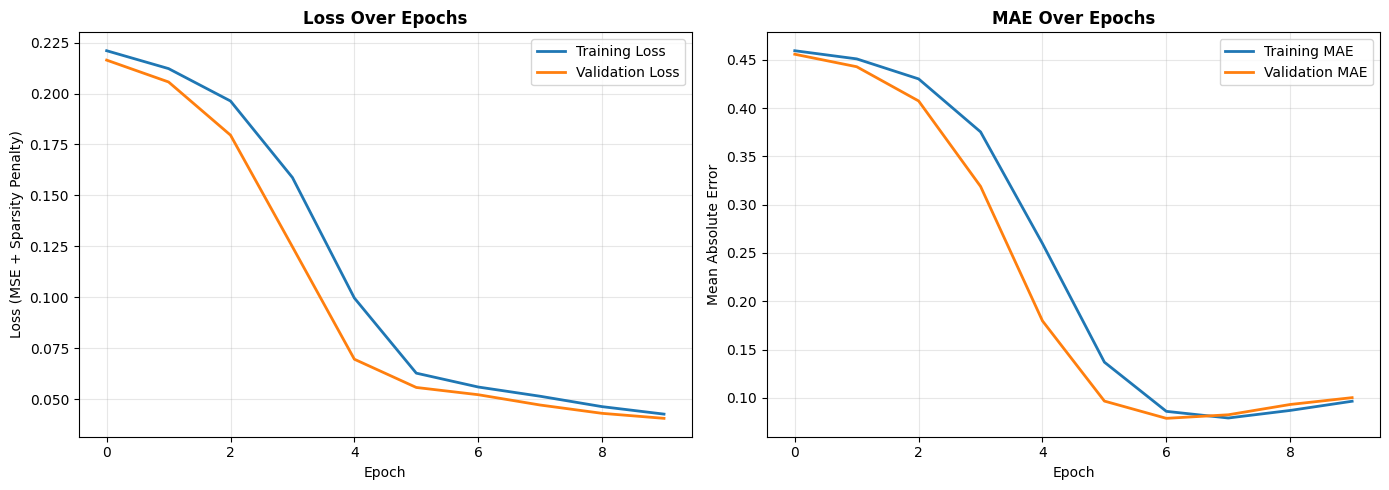 Loss Over Epochs
Loss (MSE + Sparsity Penalty)
0.225
0.200
0.175
0.150
0.125
0.100
0.075
0.050
Training Loss
Validation Loss
0 2 4 6 8
Epoch
MAE Over Epochs
Mean Absolute Error
0.45
0.40
0.35
0.30
0.25
0.20
0.15
0.10
Training MAE
Validation MAE
0 2 4 6 8
Epoch